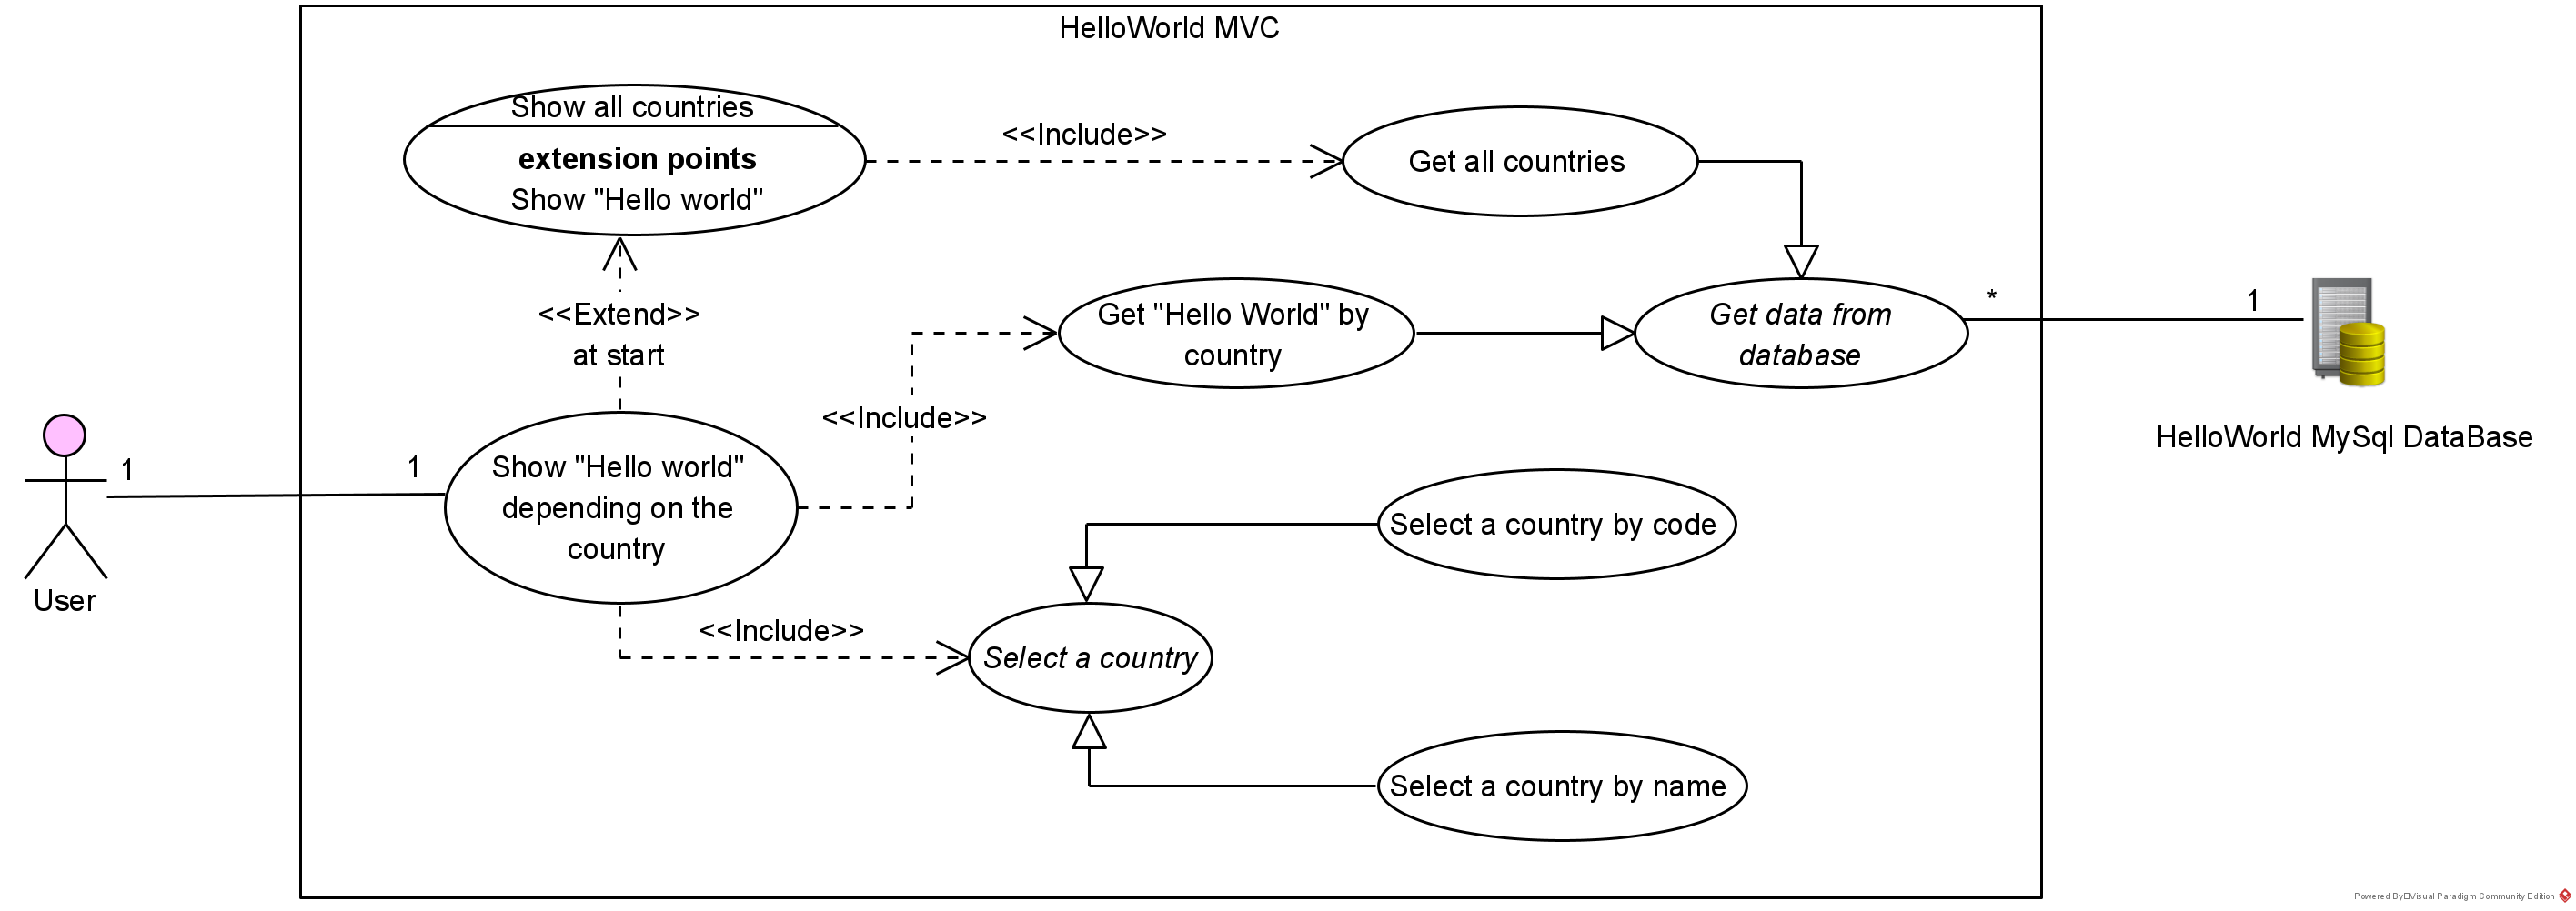 HelloWorld MVC
Show all countries
extension points
Show "Hello world"
<<Include>>
Get all countries
<<Extend>>
at start
Get "Hello World" by
country
Get data from
database
*
1
HelloWorld MySql DataBase
<<Include>>
1
1
User
Show "Hello world"
depending on the
country
Select a country by code
<<Include>>
Select a country
Select a country by name
Powered By Visual Paradigm Community Edition